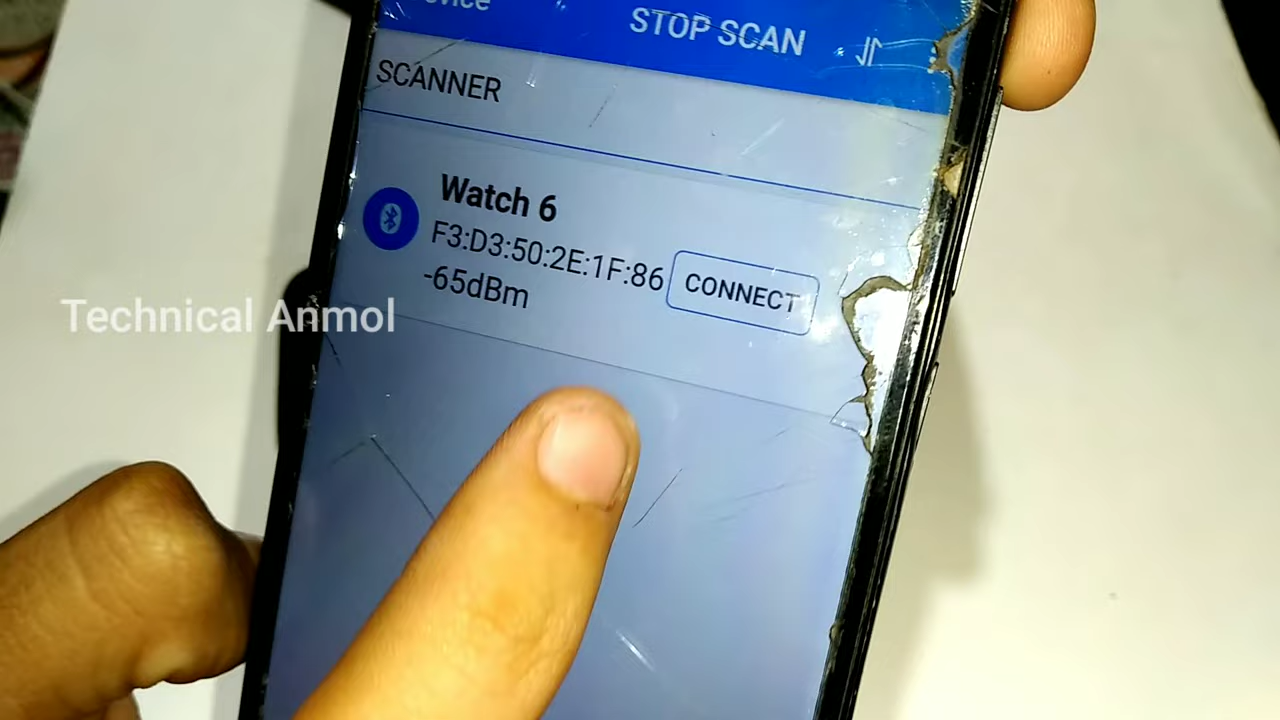 STOP SCAN
SCANNER
Watch 6
F3:D3:50:2E:1F:86
CONNECT
-65dBm
Technical Anmol